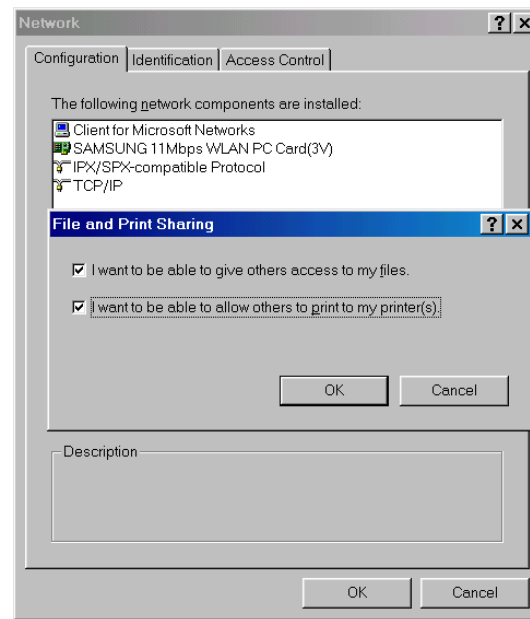 Network
Configuration Identification Access Control
The following network components are installed:
Client for Microsoft Networks
SAMSUNG 11Mbps WLAN PC Card(3V)
IPX/SPX-compatible Protocol
TCP/IP
File and Print Sharing
I want to be able to give others access to my files.
I want to be able to allow others to print to my printer(s).
OK Cancel
Description
OK Cancel